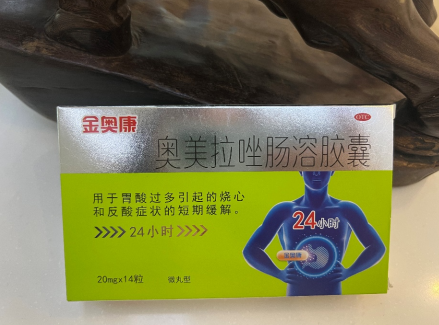 金奥康
OTC
奥美拉唑肠溶胶囊
用于胃酸过多引起的烧心
和反酸症状的短期缓解。
24小时
24小时
20mg×14粒
微丸型